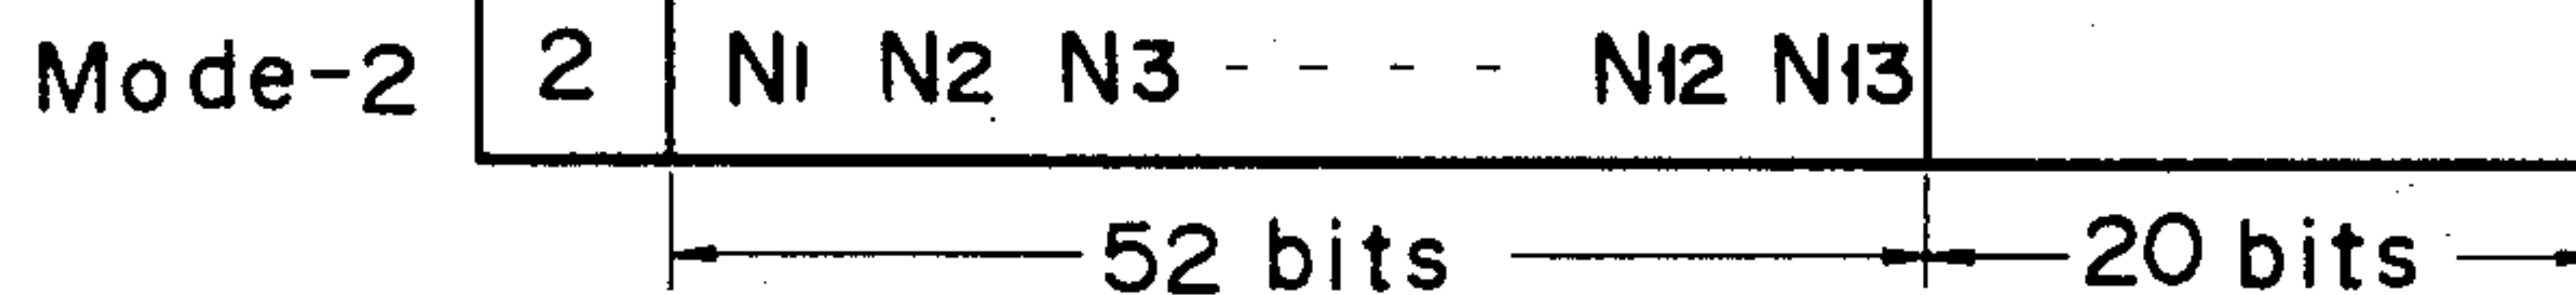 Mode-2 2 N1 N2 N3 - - - - N12 N13
52 bits 20 bits